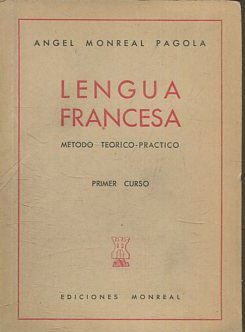 ANGEL MONREAL PAGOLA
LENGUA
FRANCESA
METODO TEORICO-PRACTICO
PRIMER CURSO
EDICIONES MONREAL